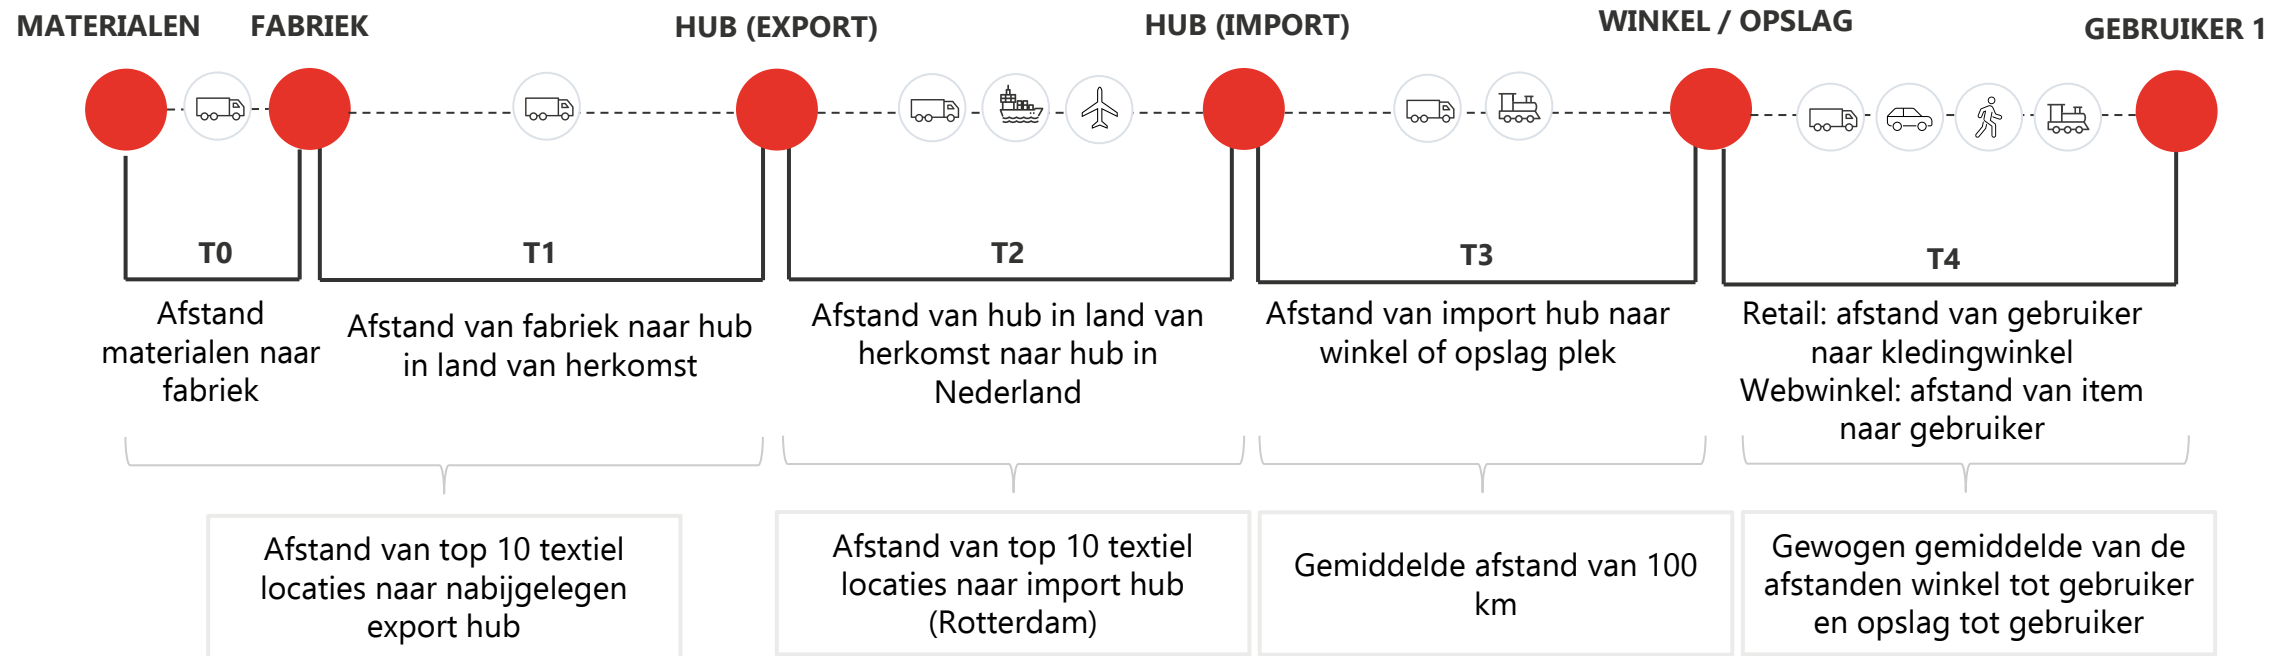 MATERIALEN
FABRIEK
HUB (EXPORT)
HUB (IMPORT)
WINKEL / OPSLAG
GEBRUIKER 1
T0
T1
T2
T3
T4
Afstand
materialen naar
fabriek
Afstand van fabriek naar hub
in land van herkomst
Afstand van hub in land van
herkomst naar hub in
Nederland
Afstand van import hub naar
winkel of opslag plek
Retail: afstand van gebruiker
naar kledingwinkel
Webwinkel: afstand van item
naar gebruiker
Afstand van top 10 textiel
locaties naar nabijgelegen
export hub
Afstand van top 10 textiel
locaties naar import hub
(Rotterdam)
Gemiddelde afstand van 100
km
Gewogen gemiddelde van de
afstanden winkel tot gebruiker
en opslag tot gebruiker